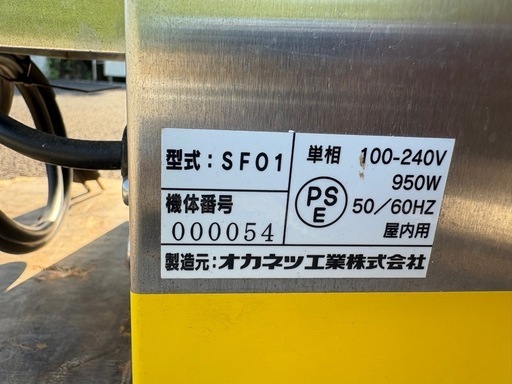 型式:SF01
機体番号
000054
単相 100-240V
950W
PSE 50/60HZ
屋内用
製造元:オカネツ工業株式会社